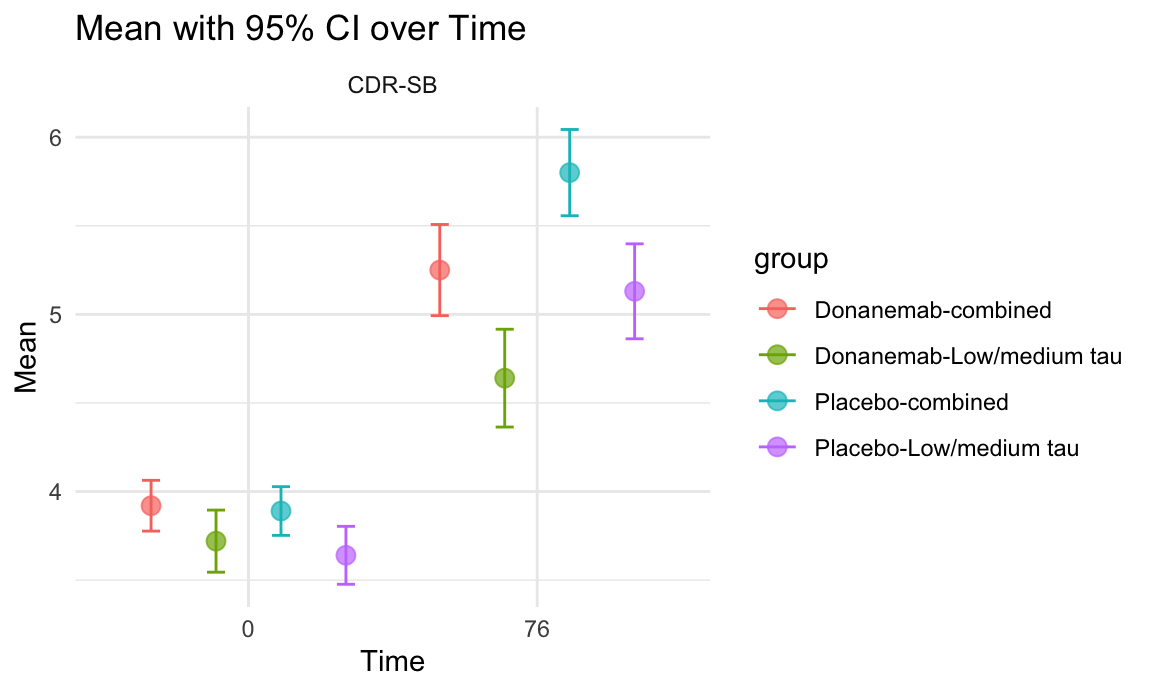 Mean with 95% CI over Time
CDR-SB
6
5
4
Mean
0
76
Time
group
Donanemab-combined
Donanemab-Low/medium tau
Placebo-combined
Placebo-Low/medium tau